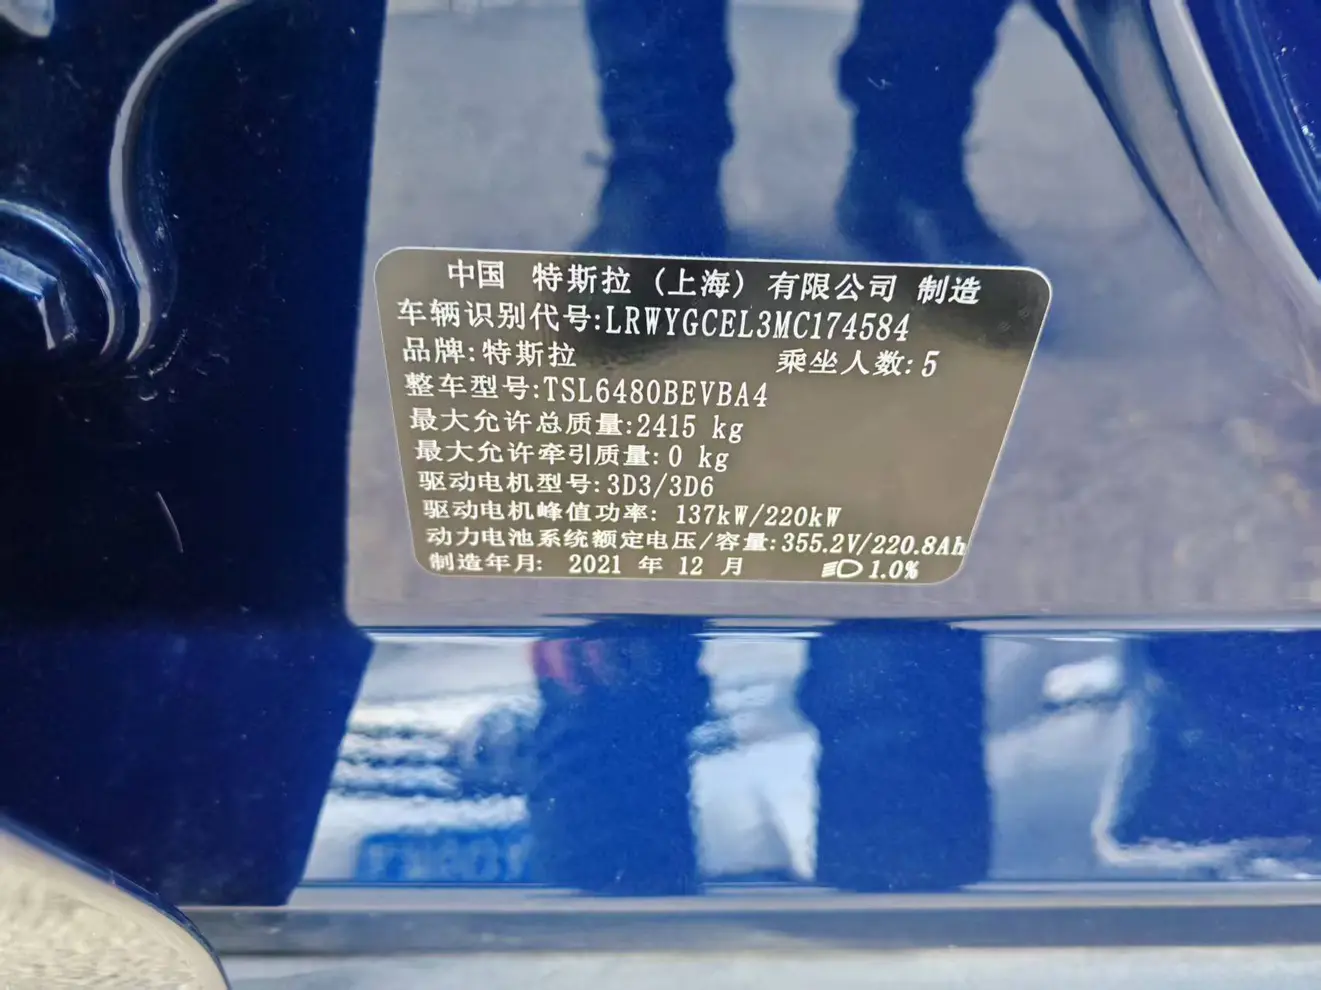 中国 特斯拉（上海）有限公司 制造
车辆识别代号:LRWYGCEL3MC174584
品牌:特斯拉 乘坐人数:5
整车型号:TSL6480BEVBA4
最大允许总质量:2415 kg
最大允许牵引质量:0 kg
驱动电机型号:3D3/3D6
驱动电机峰值功率: 137kW/220kW
动力电池系统额定电压/容量:355.2V/220.8Ah
制造年月: 2021 年 12 月 1.0%